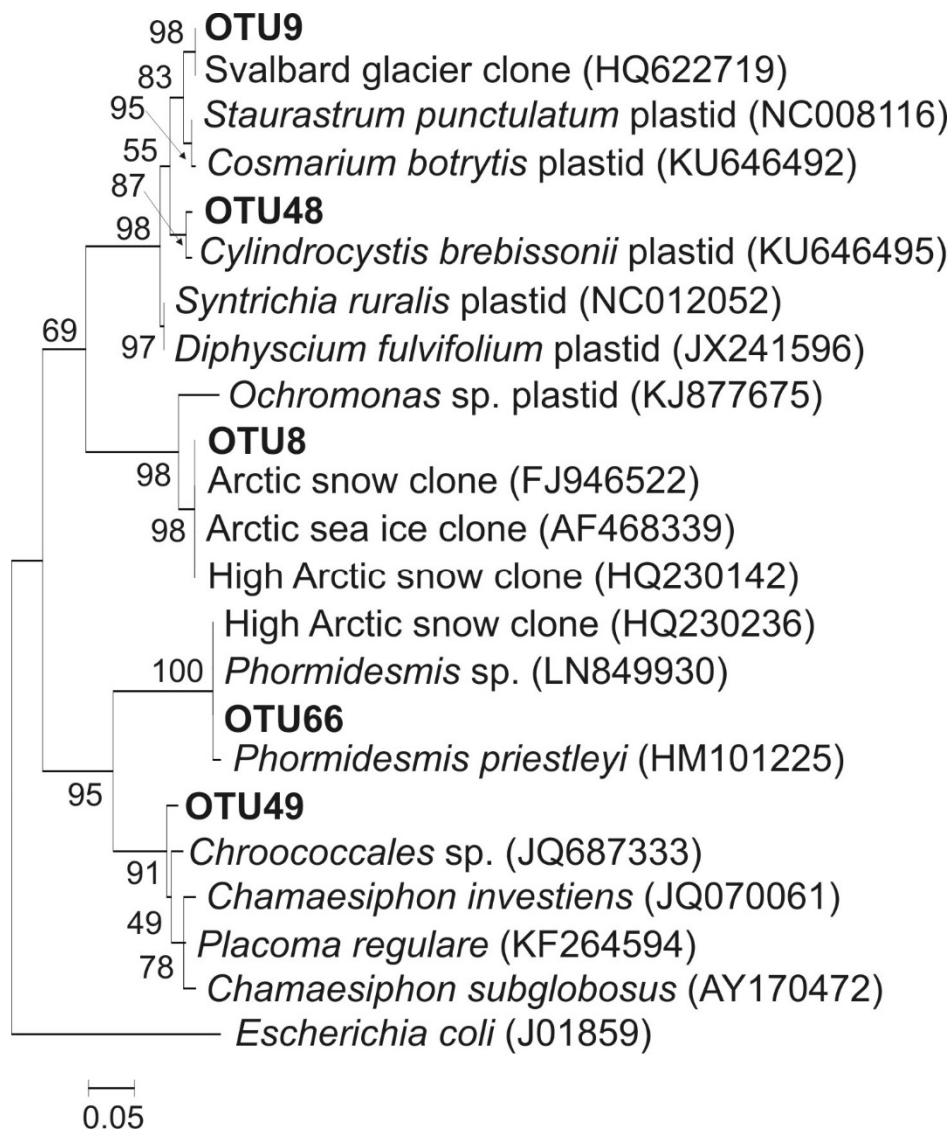 98
OTU9
Svalbard glacier clone (HQ622719)
83
95
Staurastrum punctulatum plastid (NC008116)
Cosmarium botrytis plastid (KU646492)
55
87
OTU48
98
Cylindrocystis brebissonii plastid (KU646495)
Syntrichia ruralis plastid (NC012052)
69
97
Diphyscium fulvifolium plastid (JX241596)
Ochromonas sp. plastid (KJ877675)
OTU8
98
Arctic snow clone (FJ946522)
98
Arctic sea ice clone (AF468339)
High Arctic snow clone (HQ230142)
High Arctic snow clone (HQ230236)
100
Phormidesmis sp. (LN849930)
OTU66
Phormidesmis priestleyi (HM101225)
95
OTU49
Chroococcales sp. (JQ687333)
91
Chamaesiphon investiens (JQ070061)
49
Placoma regulare (KF264594)
78
Chamaesiphon subglobosus (AY170472)
Escherichia coli (J01859)
0.05